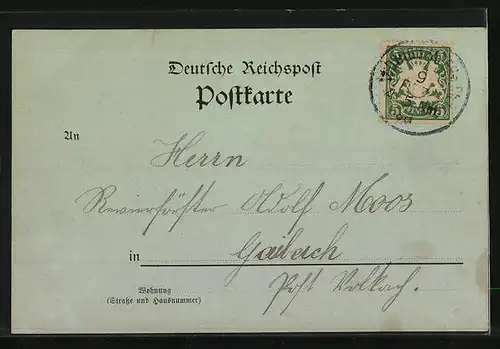 Deutsche Reichspost
Postkarte
An
Herrn
Revierförster Adolf Moos
in Gaibach
Post Volkach.
Wohnung
(Straße und Hausnummer)